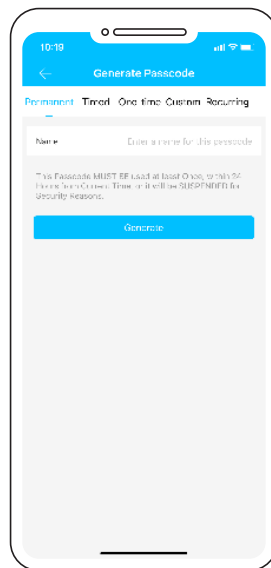 10:19
Generate Passcode
Permanent Timed One-time Custom Recurring
Name Enter a name for this passcode
This Passcode MUST BE used at least Once, within 24
Hours from Current Time, or it will be SUSPENDED for
Security Reasons.
Generate